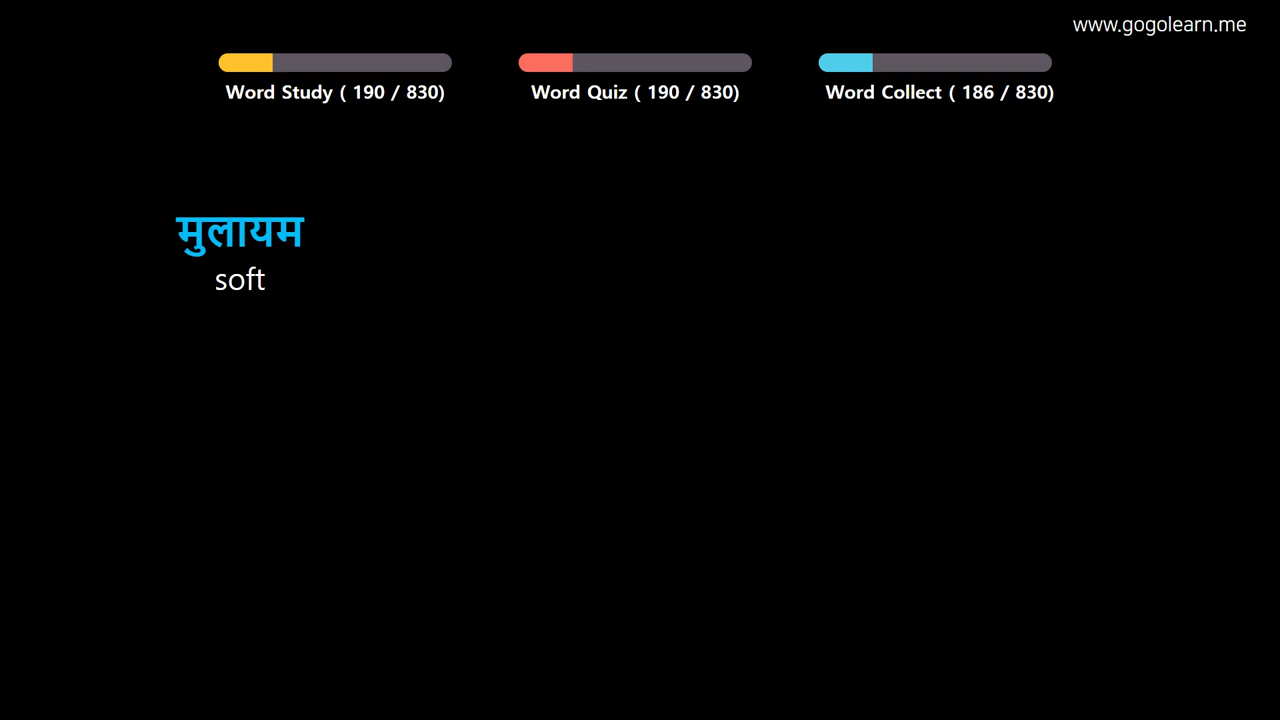 www.gogolearn.me
Word Study ( 190 / 830)
Word Quiz ( 190 / 830)
Word Collect ( 186 / 830)
मुलायम
soft